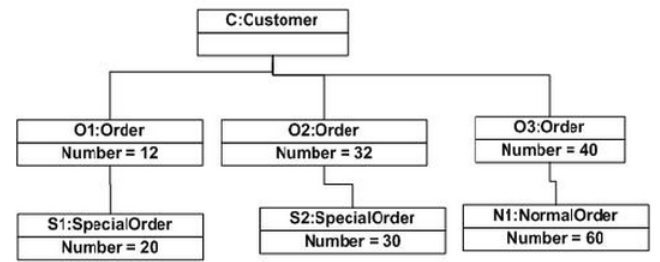 C:Customer
O1:Order
Number = 12
O2:Order
Number = 32
O3:Order
Number = 40
S1:SpecialOrder
Number = 20
S2:SpecialOrder
Number = 30
N1:NormalOrder
Number = 60